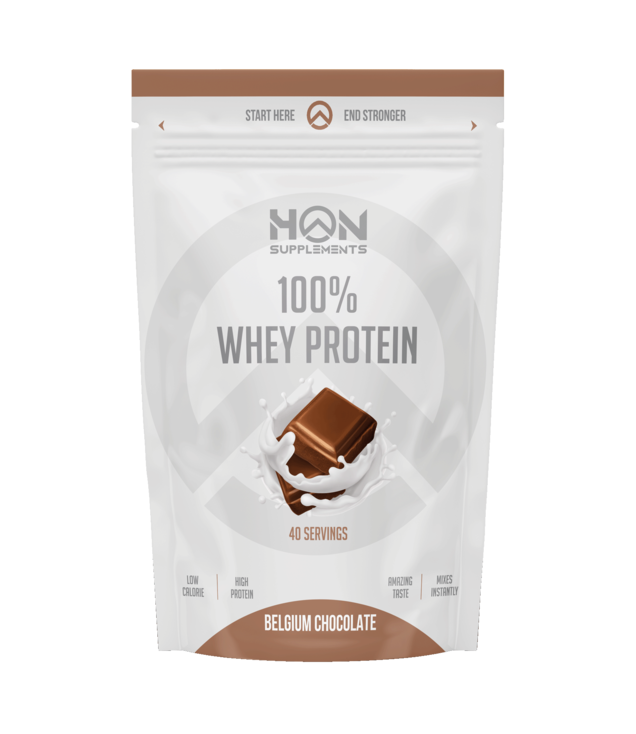 START HERE END STRONGER
HON
SUPPLEMENTS
100%
WHEY PROTEIN
40 SERVINGS
LOW
CALORIE
HIGH
PROTEIN
AMAZING
TASTE
MIXES
INSTANTLY
BELGIUM CHOCOLATE